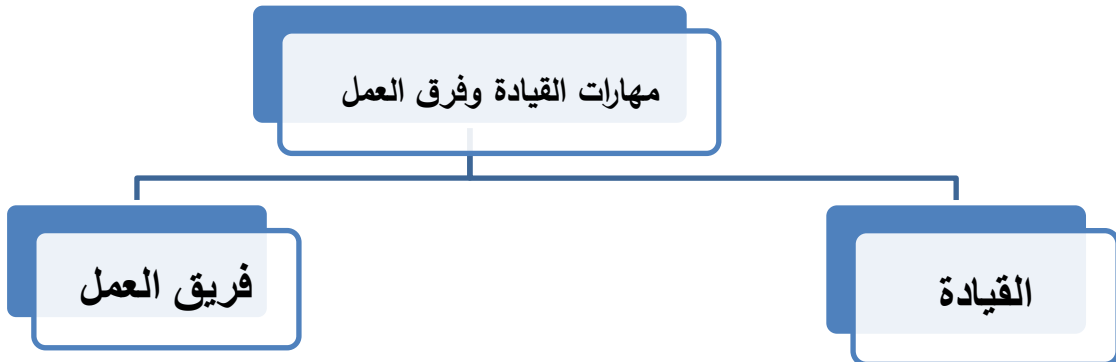 مهارات القيادة وفرق العمل
القيادة
فريق العمل